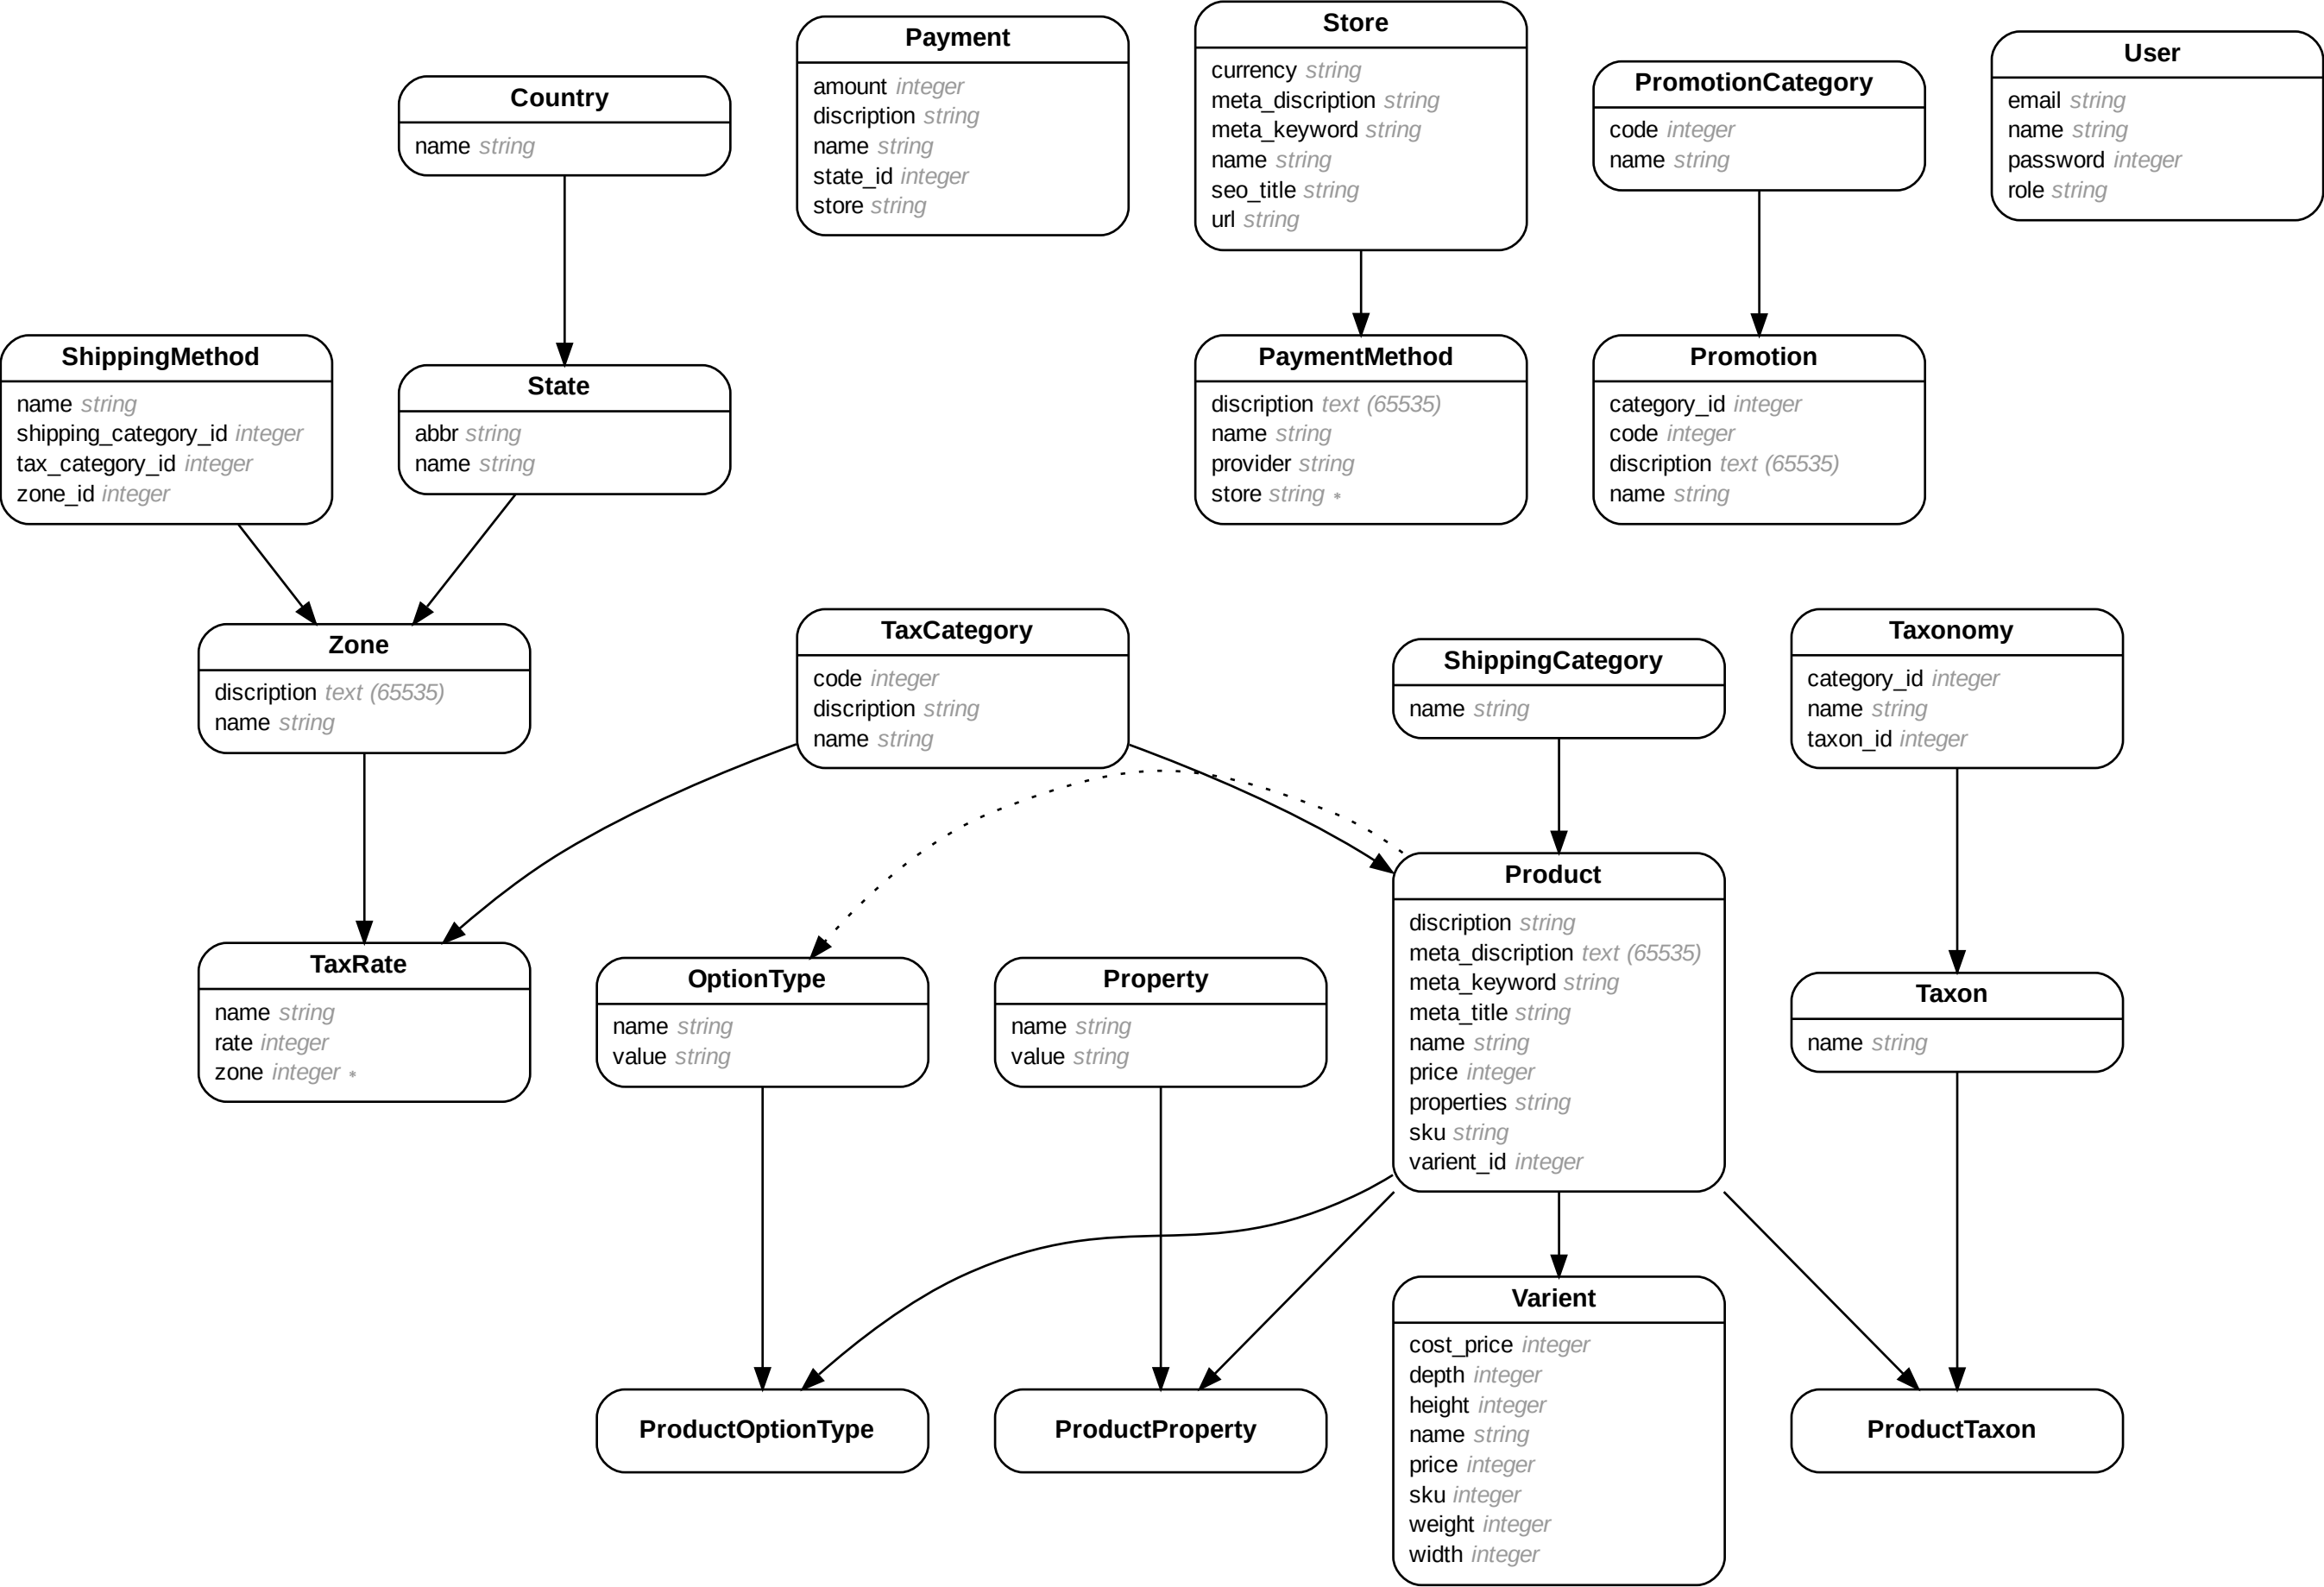 Country
name string
Payment
amount integer
discription string
name string
state_id integer
store string
Store
currency string
meta_discription string
meta_keyword string
name string
seo_title string
url string
PromotionCategory
code integer
name string
User
email string
name string
password integer
role string
ShippingMethod
name string
shipping_category_id integer
tax_category_id integer
zone_id integer
State
abbr string
name string
PaymentMethod
discription text (65535)
name string
provider string
store string *
Promotion
category_id integer
code integer
discription text (65535)
name string
Zone
discription text (65535)
name string
TaxCategory
code integer
discription string
name string
ShippingCategory
name string
Taxonomy
category_id integer
name string
taxon_id integer
TaxRate
name string
rate integer
zone integer *
OptionType
name string
value string
Property
name string
value string
Product
discription string
meta_discription text (65535)
meta_keyword string
meta_title string
name string
price integer
properties string
sku string
varient_id integer
Taxon
name string
ProductOptionType
ProductProperty
Varient
cost_price integer
depth integer
height integer
name string
price integer
sku integer
weight integer
width integer
ProductTaxon